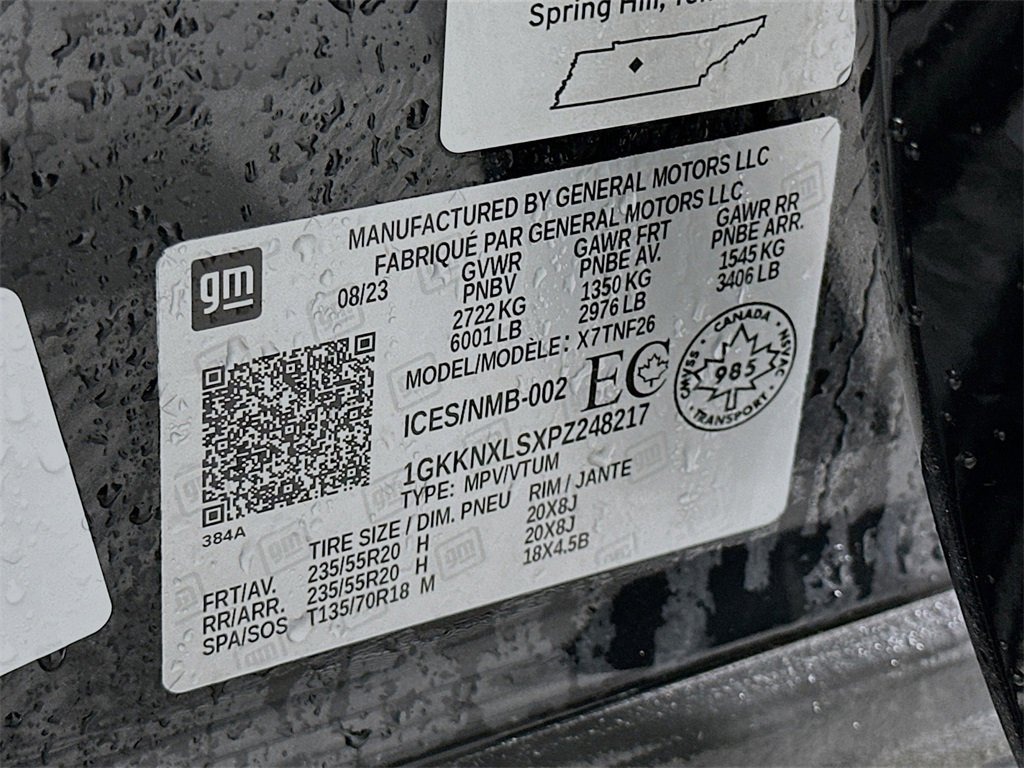 Spring Hill,
MANUFACTURED BY GENERAL MOTORS LLC
FABRIQUÉ PAR GENERAL MOTORS LLC
gm
08/23
GVWR
PNBV
2722 KG
6001 LB
GAWR FRT
PNBE AV.
1350 KG
2976 LB
GAWR RR
PNBE ARR.
1545 KG
3406 LB
MODEL/MODÈLE: X7TNF26
ICES/NMB-002
EC
CANADA
CMVSS
NSVAC
985
TRANSPORT
1GKKNXLSXPZ248217
TYPE: MPV/VTUM
384A
TIRE SIZE / DIM. PNEU RIM / JANTE
FRT/AV. 235/55R20 H 20X8J
RR/ARR. 235/55R20 H 20X8J
SPA/SOS T135/70R18 M 18X4.5B